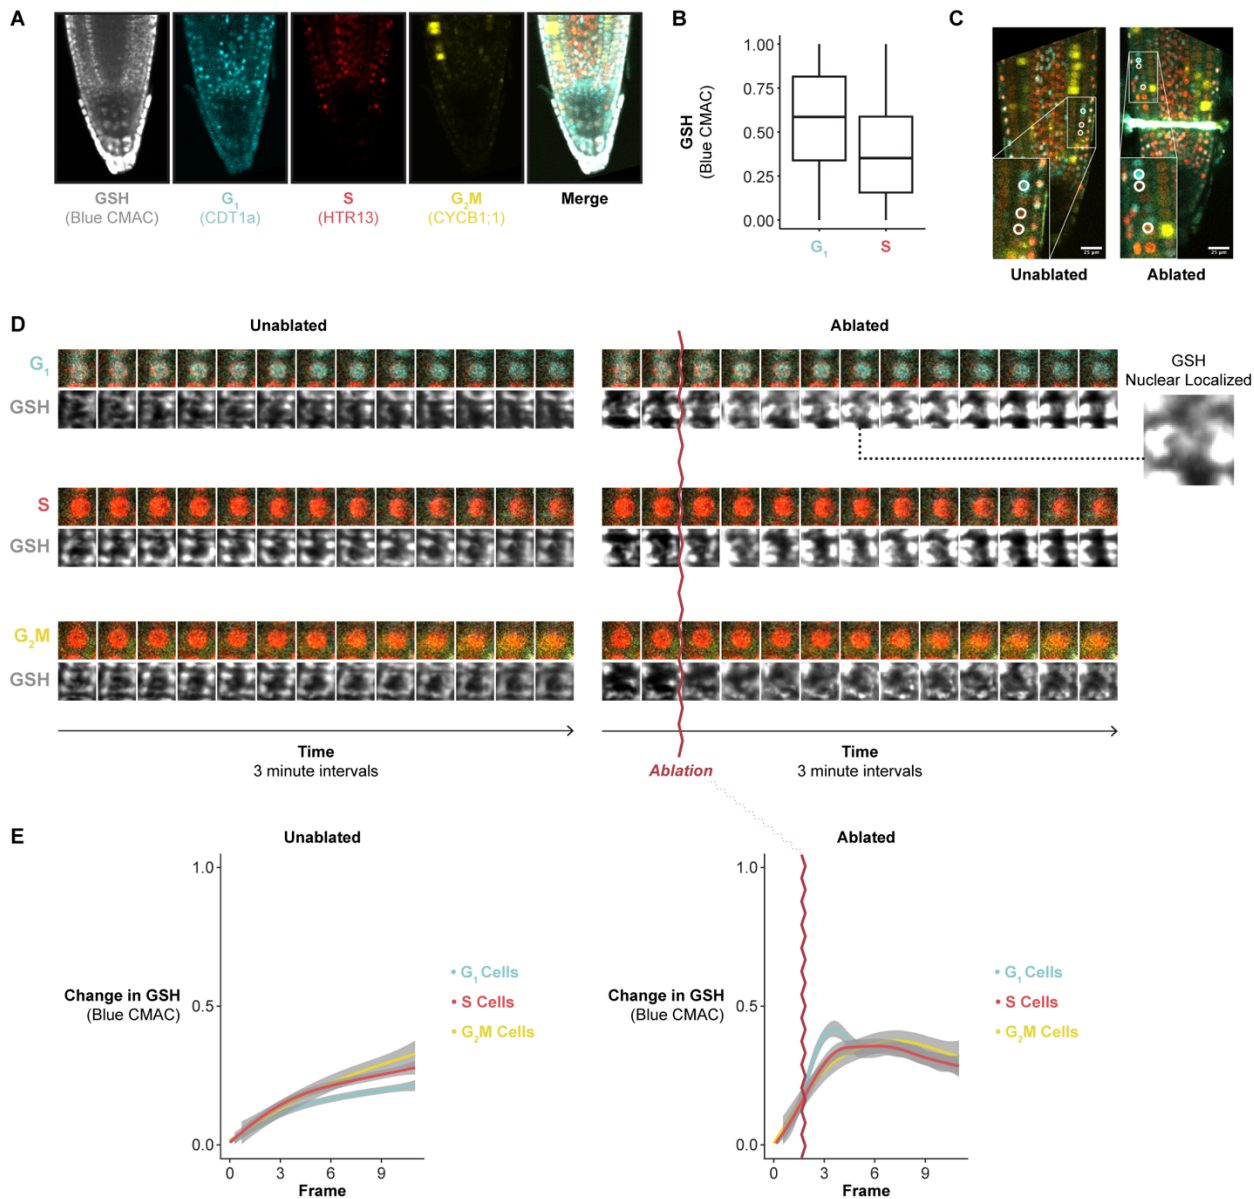 A
GSH
(Blue CMAC)
G1
(CDT1a)
S
(HTR13)
G2M
(CYCB1;1)
Merge
B
GSH
(Blue CMAC)
1.00
0.75
0.50
0.25
0.00
G1
S
C
25 µm
25 µm
Unablated
Ablated
D
Unablated
Ablated
G1
GSH
GSH
Nuclear Localized
S
GSH
G2M
GSH
Time
3 minute intervals
Ablation
Time
3 minute intervals
E
Unablated
1.0
0.5
0.0
Change in GSH
(Blue CMAC)
G1 Cells
S Cells
G2M Cells
0
3
6
9
Frame
Ablated
1.0
0.5
0.0
Change in GSH
(Blue CMAC)
G1 Cells
S Cells
G2M Cells
0
3
6
9
Frame